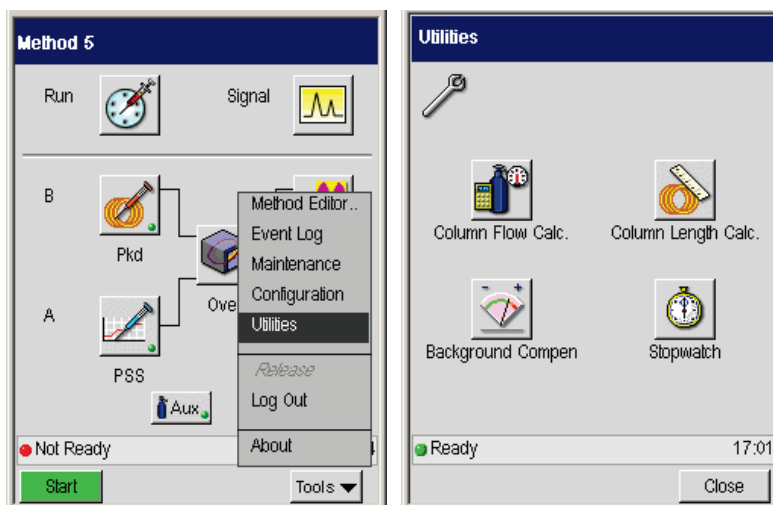 Method 5
Run
Signal
B
Pkd
A
PSS
Aux
Method Editor..
Event Log
Maintenance
Configuration
Utilities
Release
Log Out
About
Not Ready
Start
Tools
Utilities
Column Flow Calc.
Column Length Calc.
Background Compen
Stopwatch
Ready
17:01
Close